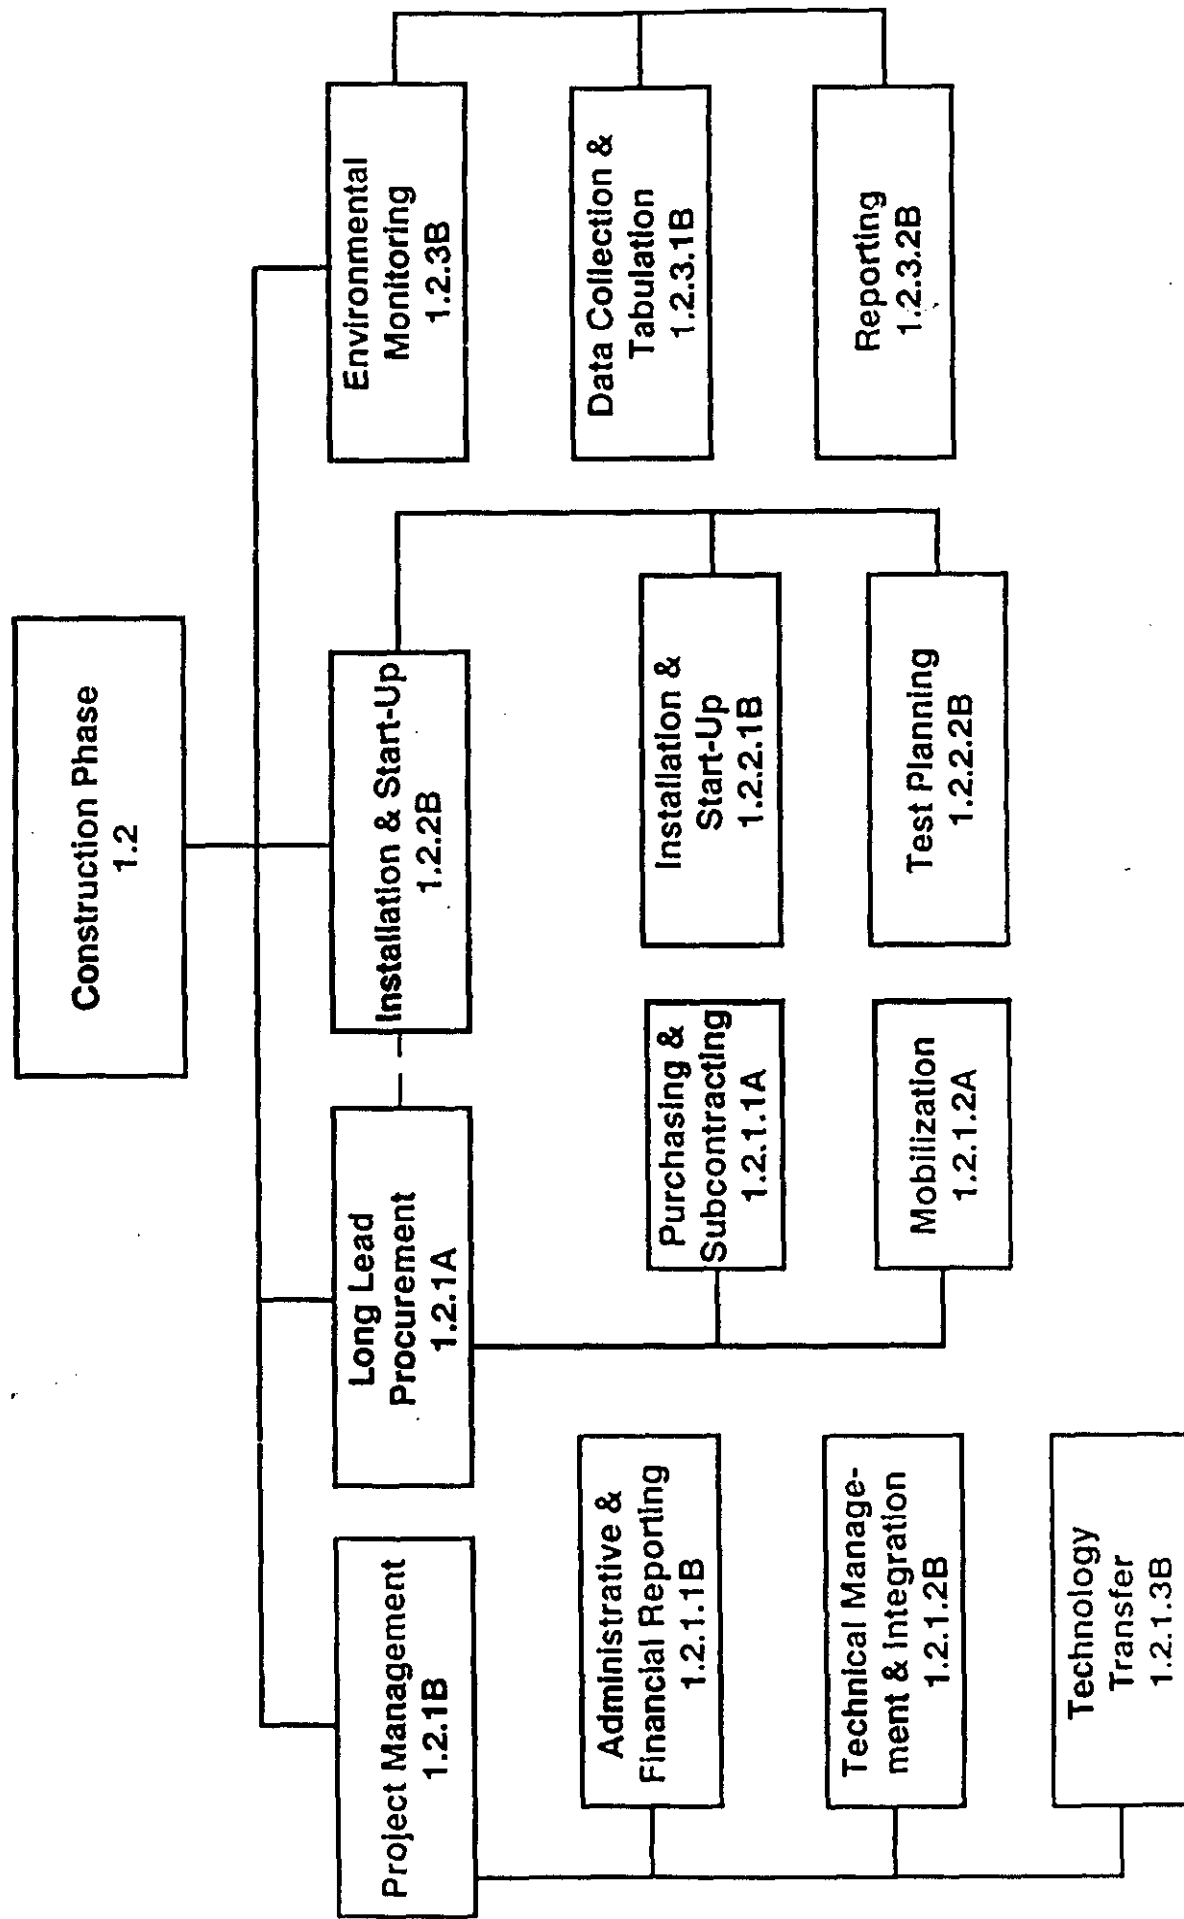 Construction Phase
1.2
Project Management
1.2.1B
Long Lead
Procurement
1.2.1A
Installation & Start-Up
1.2.2B
Environmental
Monitoring
1.2.3B
Administrative &
Financial Reporting
1.2.1.1B
Technical Manage-
ment & Integration
1.2.1.2B
Technology
Transfer
1.2.1.3B
Purchasing &
Subcontracting
1.2.1.1A
Mobilization
1.2.1.2A
Installation &
Start-Up
1.2.2.1B
Test Planning
1.2.2.2B
Data Collection &
Tabulation
1.2.3.1B
Reporting
1.2.3.2B